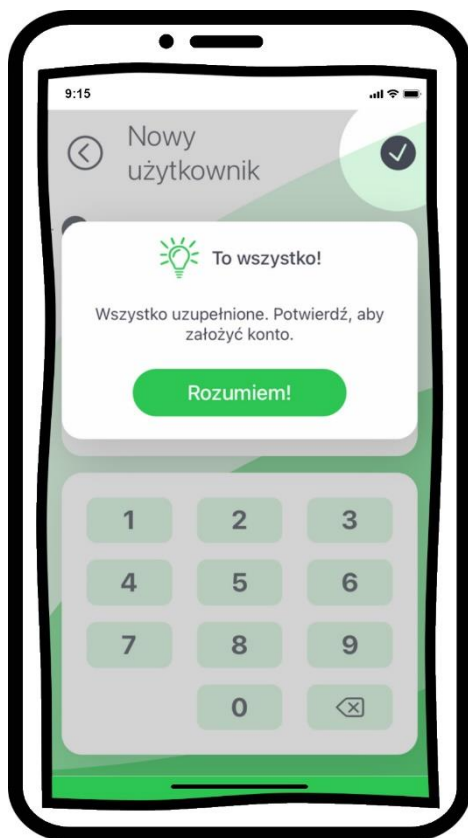 9:15
Nowy
użytkownik
To wszystko!
Wszystko uzupełnione. Potwierdź, aby
założyć konto.
Rozumiem!
1 2 3
4 5 6
7 8 9
0